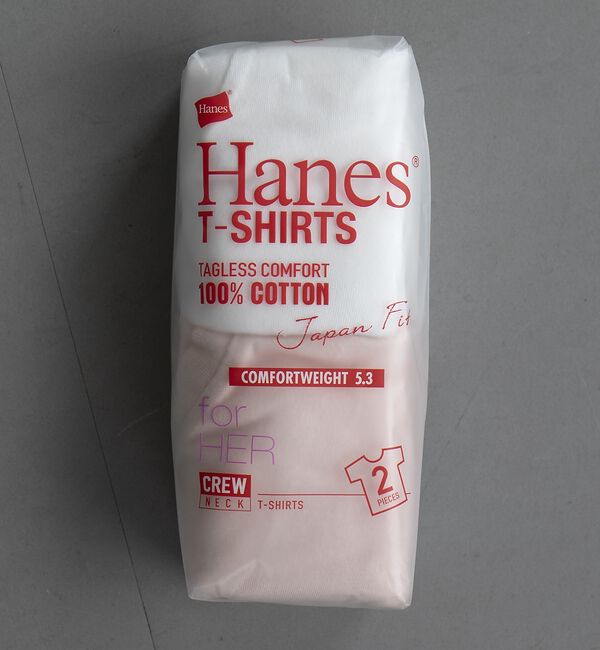 Hanes®
Hanes®
T-SHIRTS
TAGLESS COMFORT
100% COTTON
Japan Fit
COMFORTWEIGHT 5.3
for
HER
CREW
NECK
T-SHIRTS
2
PIECES